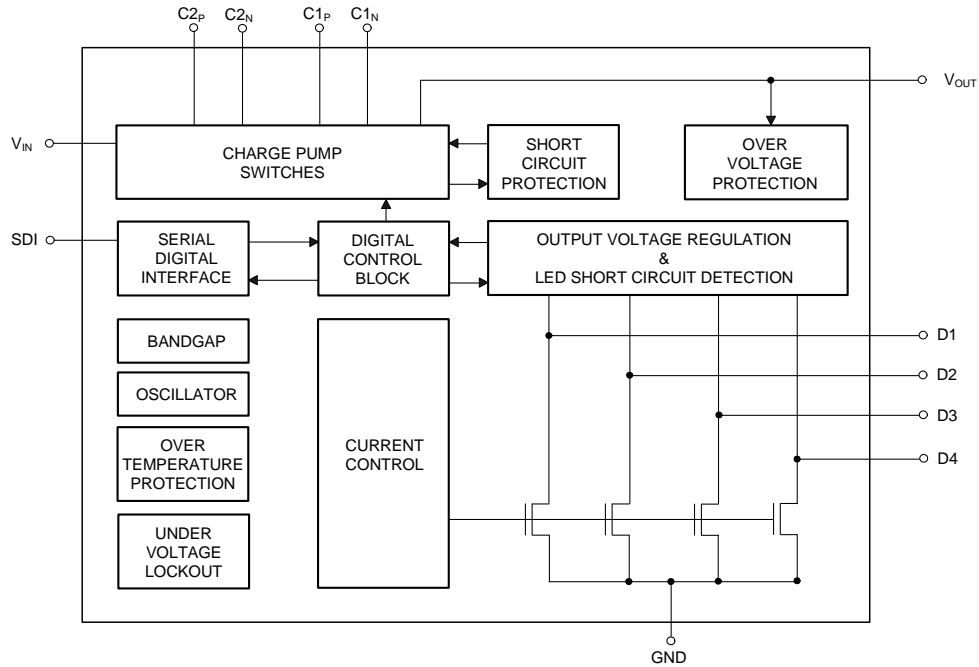 C2P C2N C1P C1N
VOUT
VIN
CHARGE PUMP
SWITCHES
SHORT
CIRCUIT
PROTECTION
OVER
VOLTAGE
PROTECTION
SDI
SERIAL
DIGITAL
INTERFACE
DIGITAL
CONTROL
BLOCK
OUTPUT VOLTAGE REGULATION
&
LED SHORT CIRCUIT DETECTION
BANDGAP
OSCILLATOR
OVER
TEMPERATURE
PROTECTION
UNDER
VOLTAGE
LOCKOUT
CURRENT
CONTROL
D1
D2
D3
D4
GND